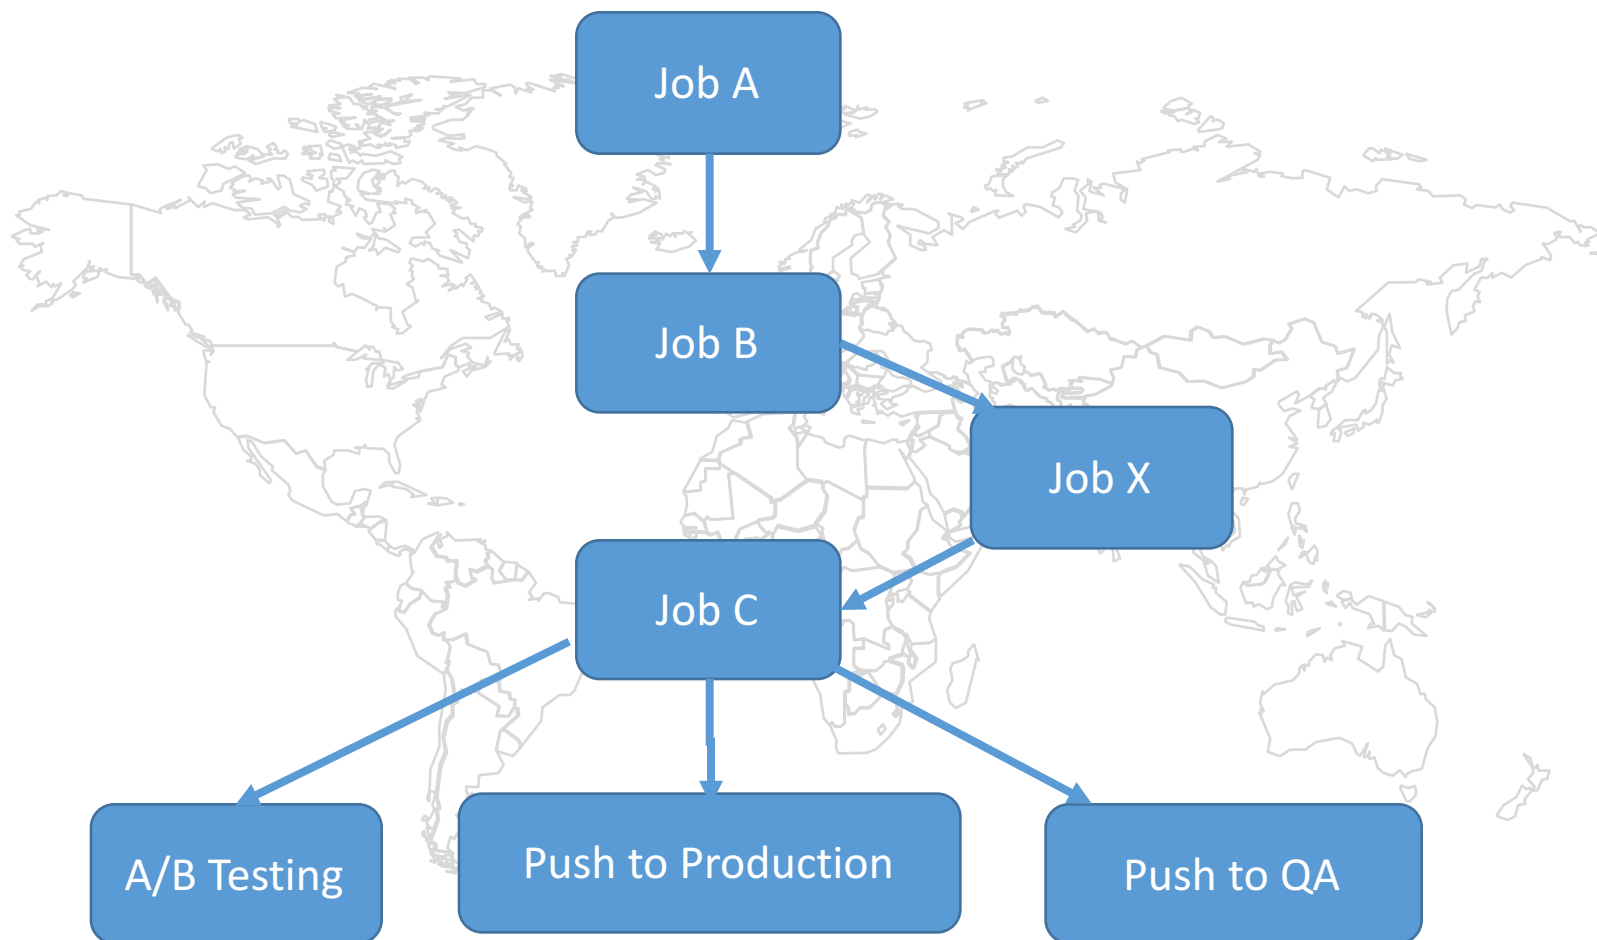 Job A
Job B
Job X
Job C
A/B Testing
Push to Production
Push to QA